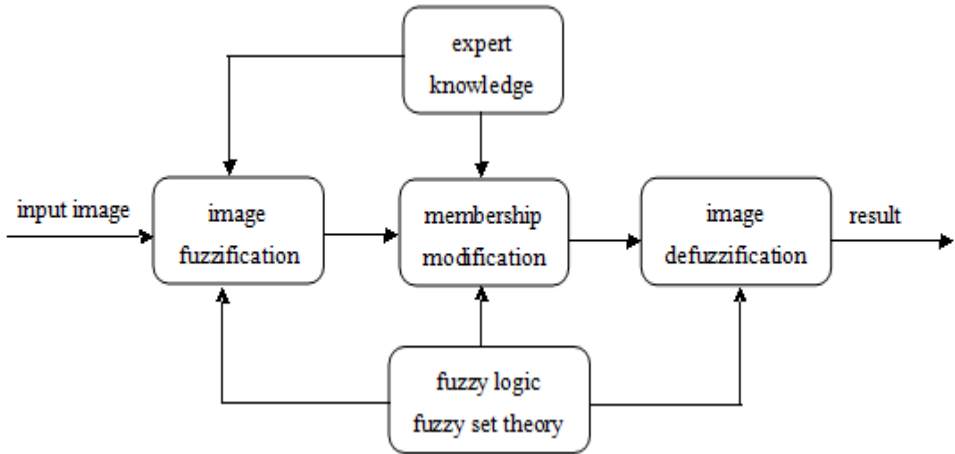 expert
knowledge
input image
image
fuzzification
membership
modification
image
defuzzification
result
fuzzy logic
fuzzy set theory